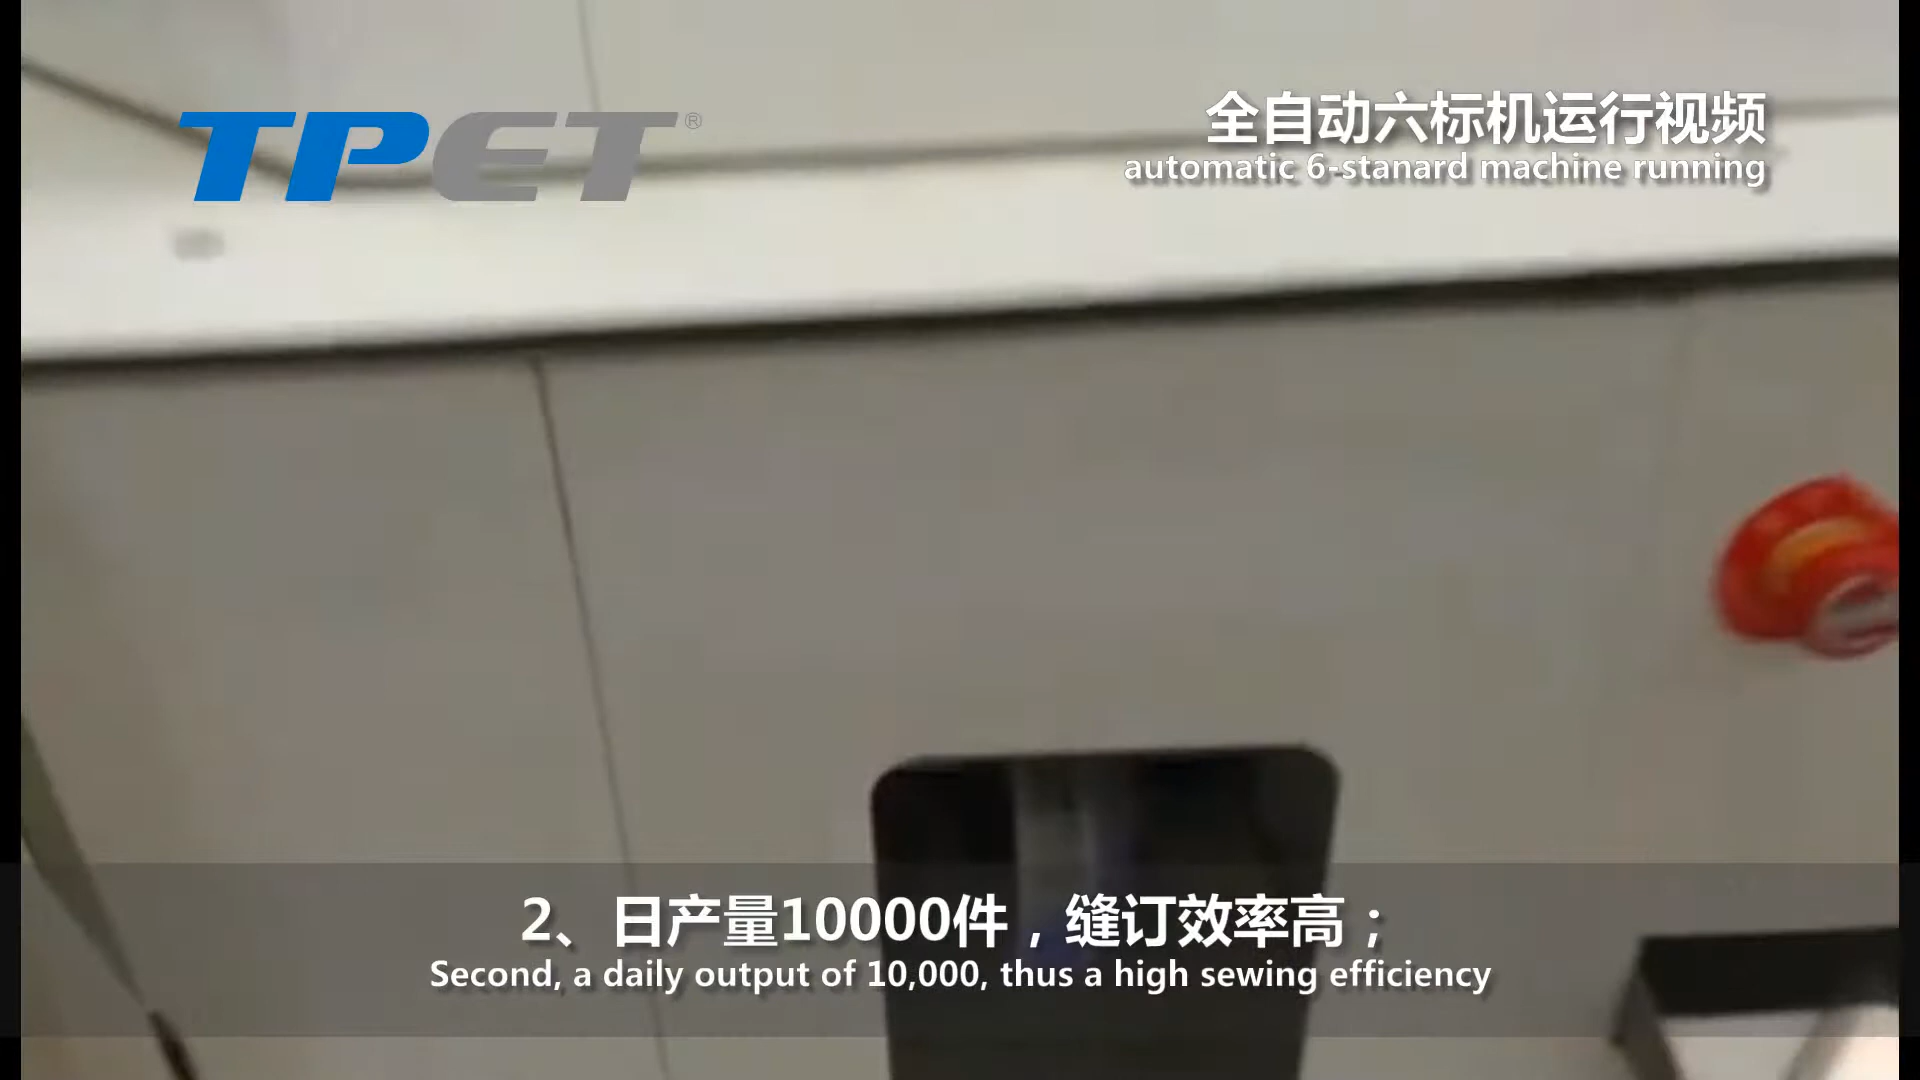 TPET®
全自动六标机运行视频
automatic 6-stanard machine running
2、日产量10000件，缝订效率高；
Second, a daily output of 10,000, thus a high sewing efficiency